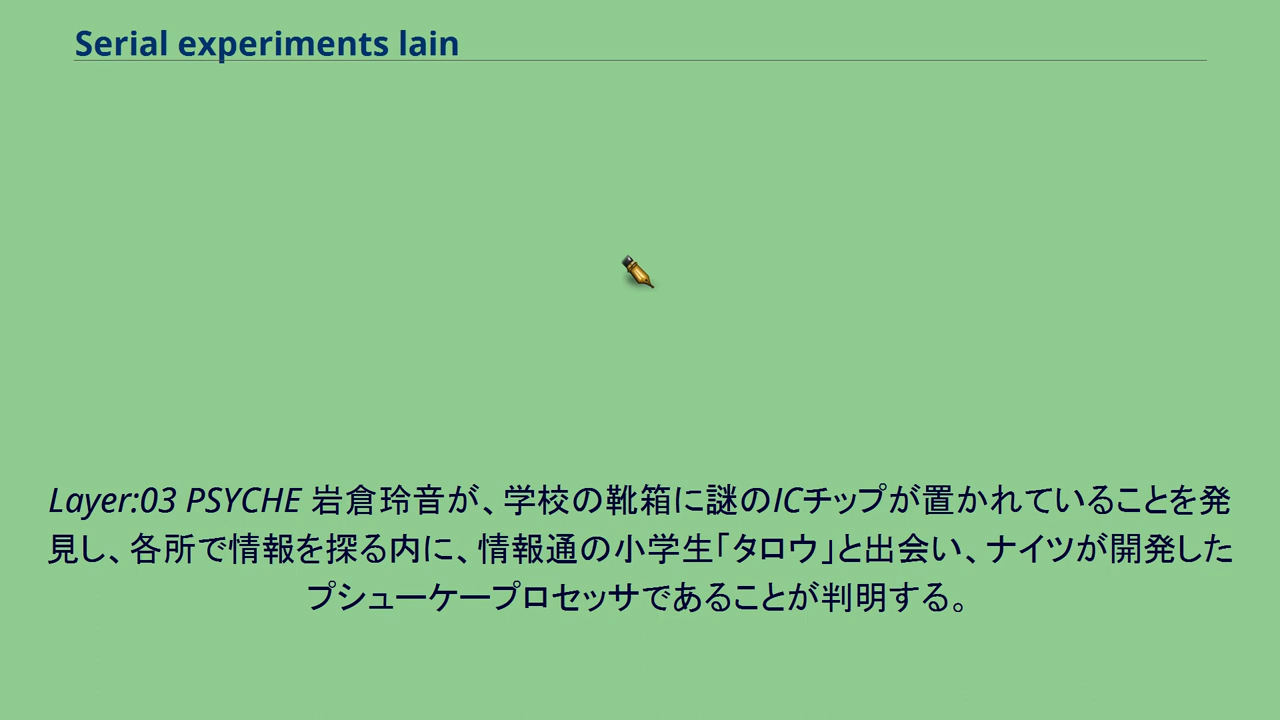 Serial experiments lain
Layer:03 PSYCHE 岩倉玲音が、学校の靴箱に謎のICチップが置かれていることを発
見し、各所で情報を探る内に、情報通の小学生「タロウ」と出会い、ナイツが開発した
プシューケープロセッサであることが判明する。